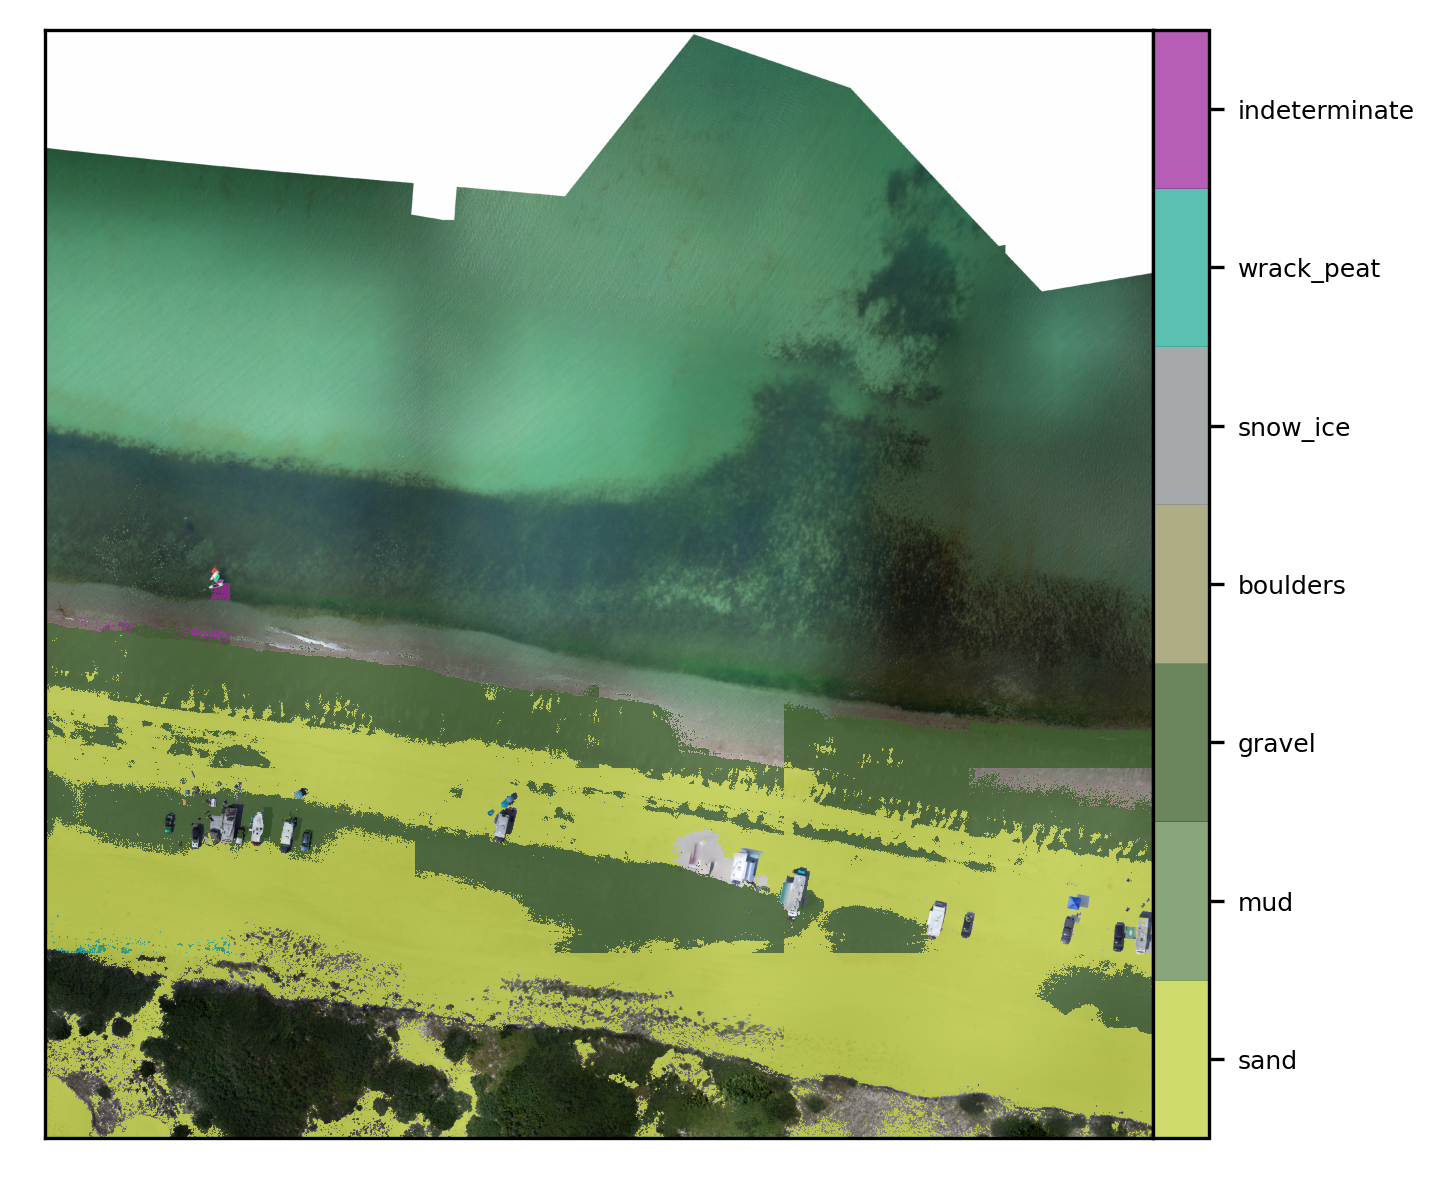 indeterminate
wrack_peat
snow_ice
boulders
gravel
mud
sand